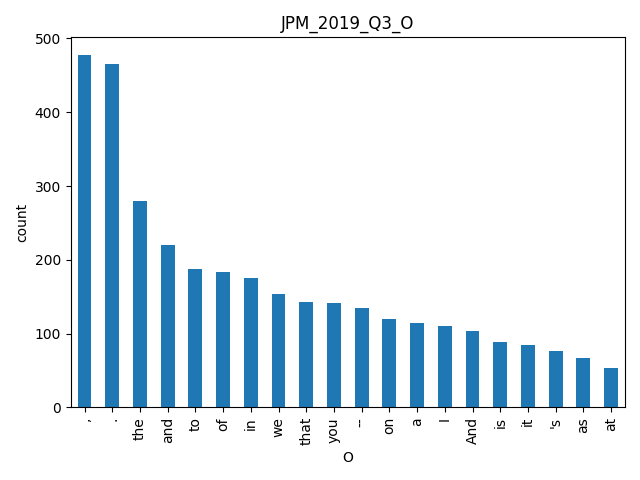 JPM_2019_Q3_O
500
400
300
200
100
0
count
, . the and to of in we that you -- on a I And is it 's as at
O